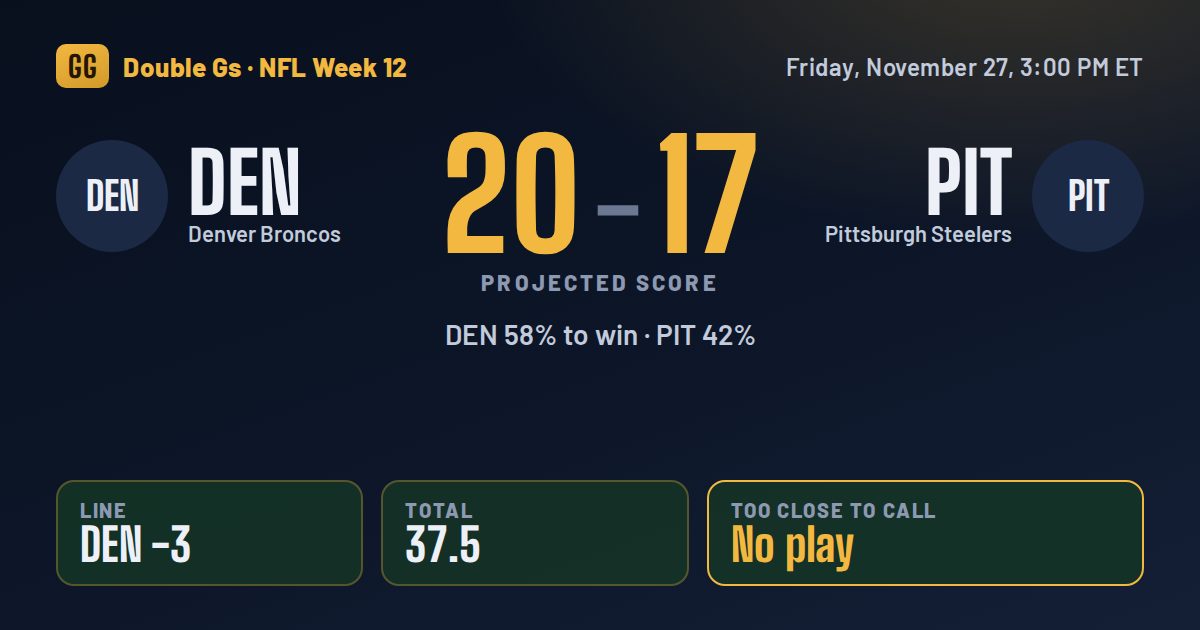 GG Double Gs · NFL Week 12
Friday, November 27, 3:00 PM ET
DEN
DEN
Denver Broncos
20 – 17
PROJECTED SCORE
DEN 58% to win · PIT 42%
PIT
Pittsburgh Steelers
PIT
LINE
DEN −3
TOTAL
37.5
TOO CLOSE TO CALL
No play